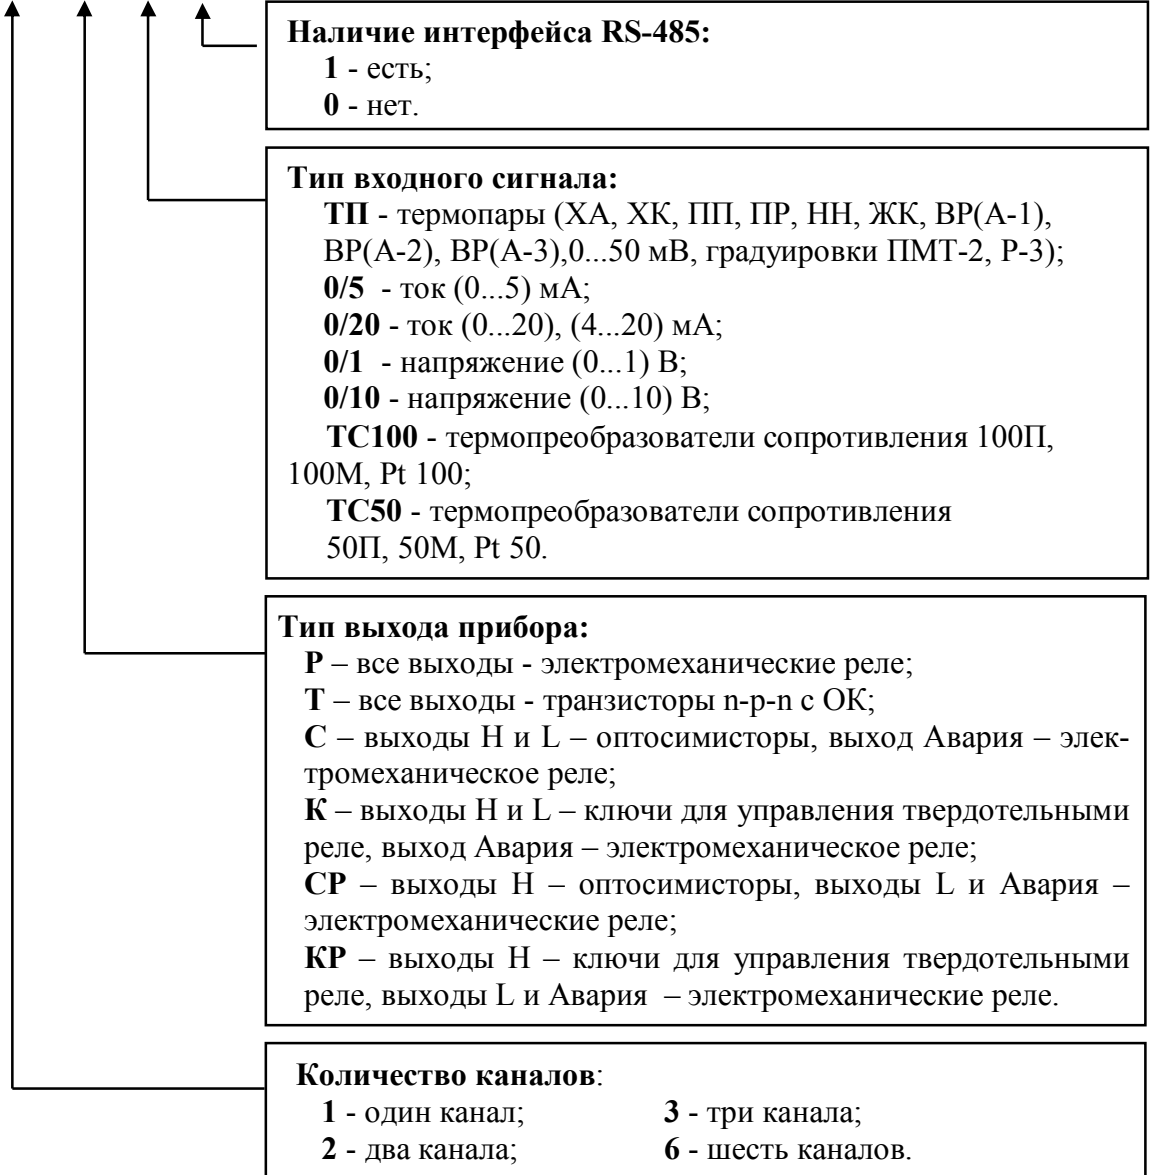 Наличие интерфейса RS-485:
1 - есть;
0 - нет.
Тип входного сигнала:
ТП - термопары (ХА, ХК, ПП, ПР, НН, ЖК, ВР(А-1),
ВР(А-2), ВР(А-3),0...50 мВ, градуировки ПМТ-2, Р-3);
0/5 - ток (0...5) мА;
0/20 - ток (0...20), (4...20) мА;
0/1 - напряжение (0...1) В;
0/10 - напряжение (0...10) В;
ТС100 - термопреобразователи сопротивления 100П,
100М, Pt 100;
ТС50 - термопреобразователи сопротивления
50П, 50М, Pt 50.
Тип выхода прибора:
Р – все выходы - электромеханические реле;
Т – все выходы - транзисторы n-p-n с ОК;
С – выходы H и L – оптосимисторы, выход Авария – элек-
тромеханическое реле;
К – выходы H и L – ключи для управления твердотельными
реле, выход Авария – электромеханическое реле;
СР – выходы H – оптосимисторы, выходы L и Авария –
электромеханические реле;
КР – выходы H – ключи для управления твердотельными
реле, выходы L и Авария – электромеханические реле.
Количество каналов:
1 - один канал; 3 - три канала;
2 - два канала; 6 - шесть каналов.